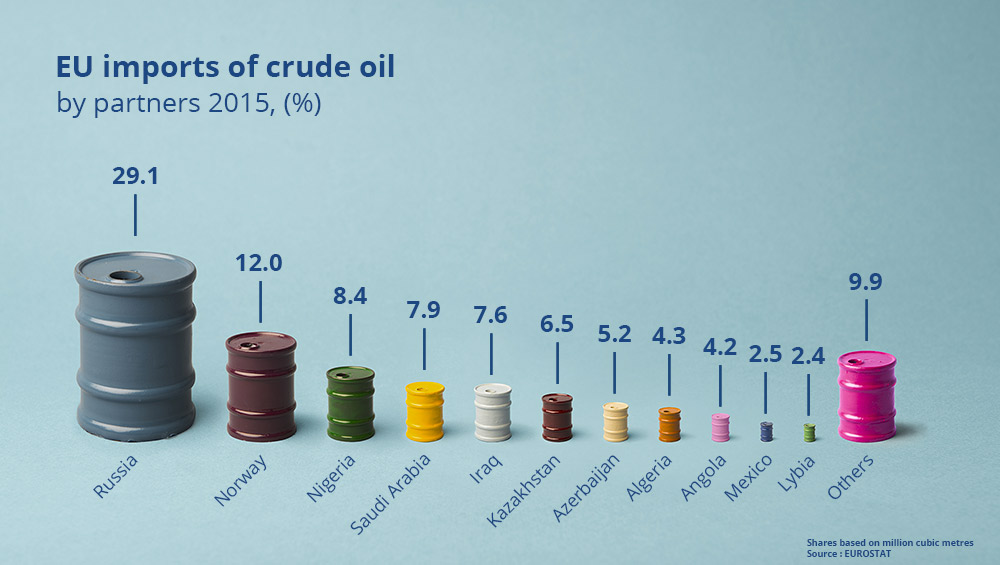 EU imports of crude oil
by partners 2015, (%)
29.1
12.0
8.4
7.9
7.6
6.5
5.2
4.3
4.2
2.5
2.4
9.9
Russia
Norway
Nigeria
Saudi Arabia
Iraq
Kazakhstan
Azerbaijan
Algeria
Angola
Mexico
Lybia
Others
Shares based on million cubic metres
Source : EUROSTAT